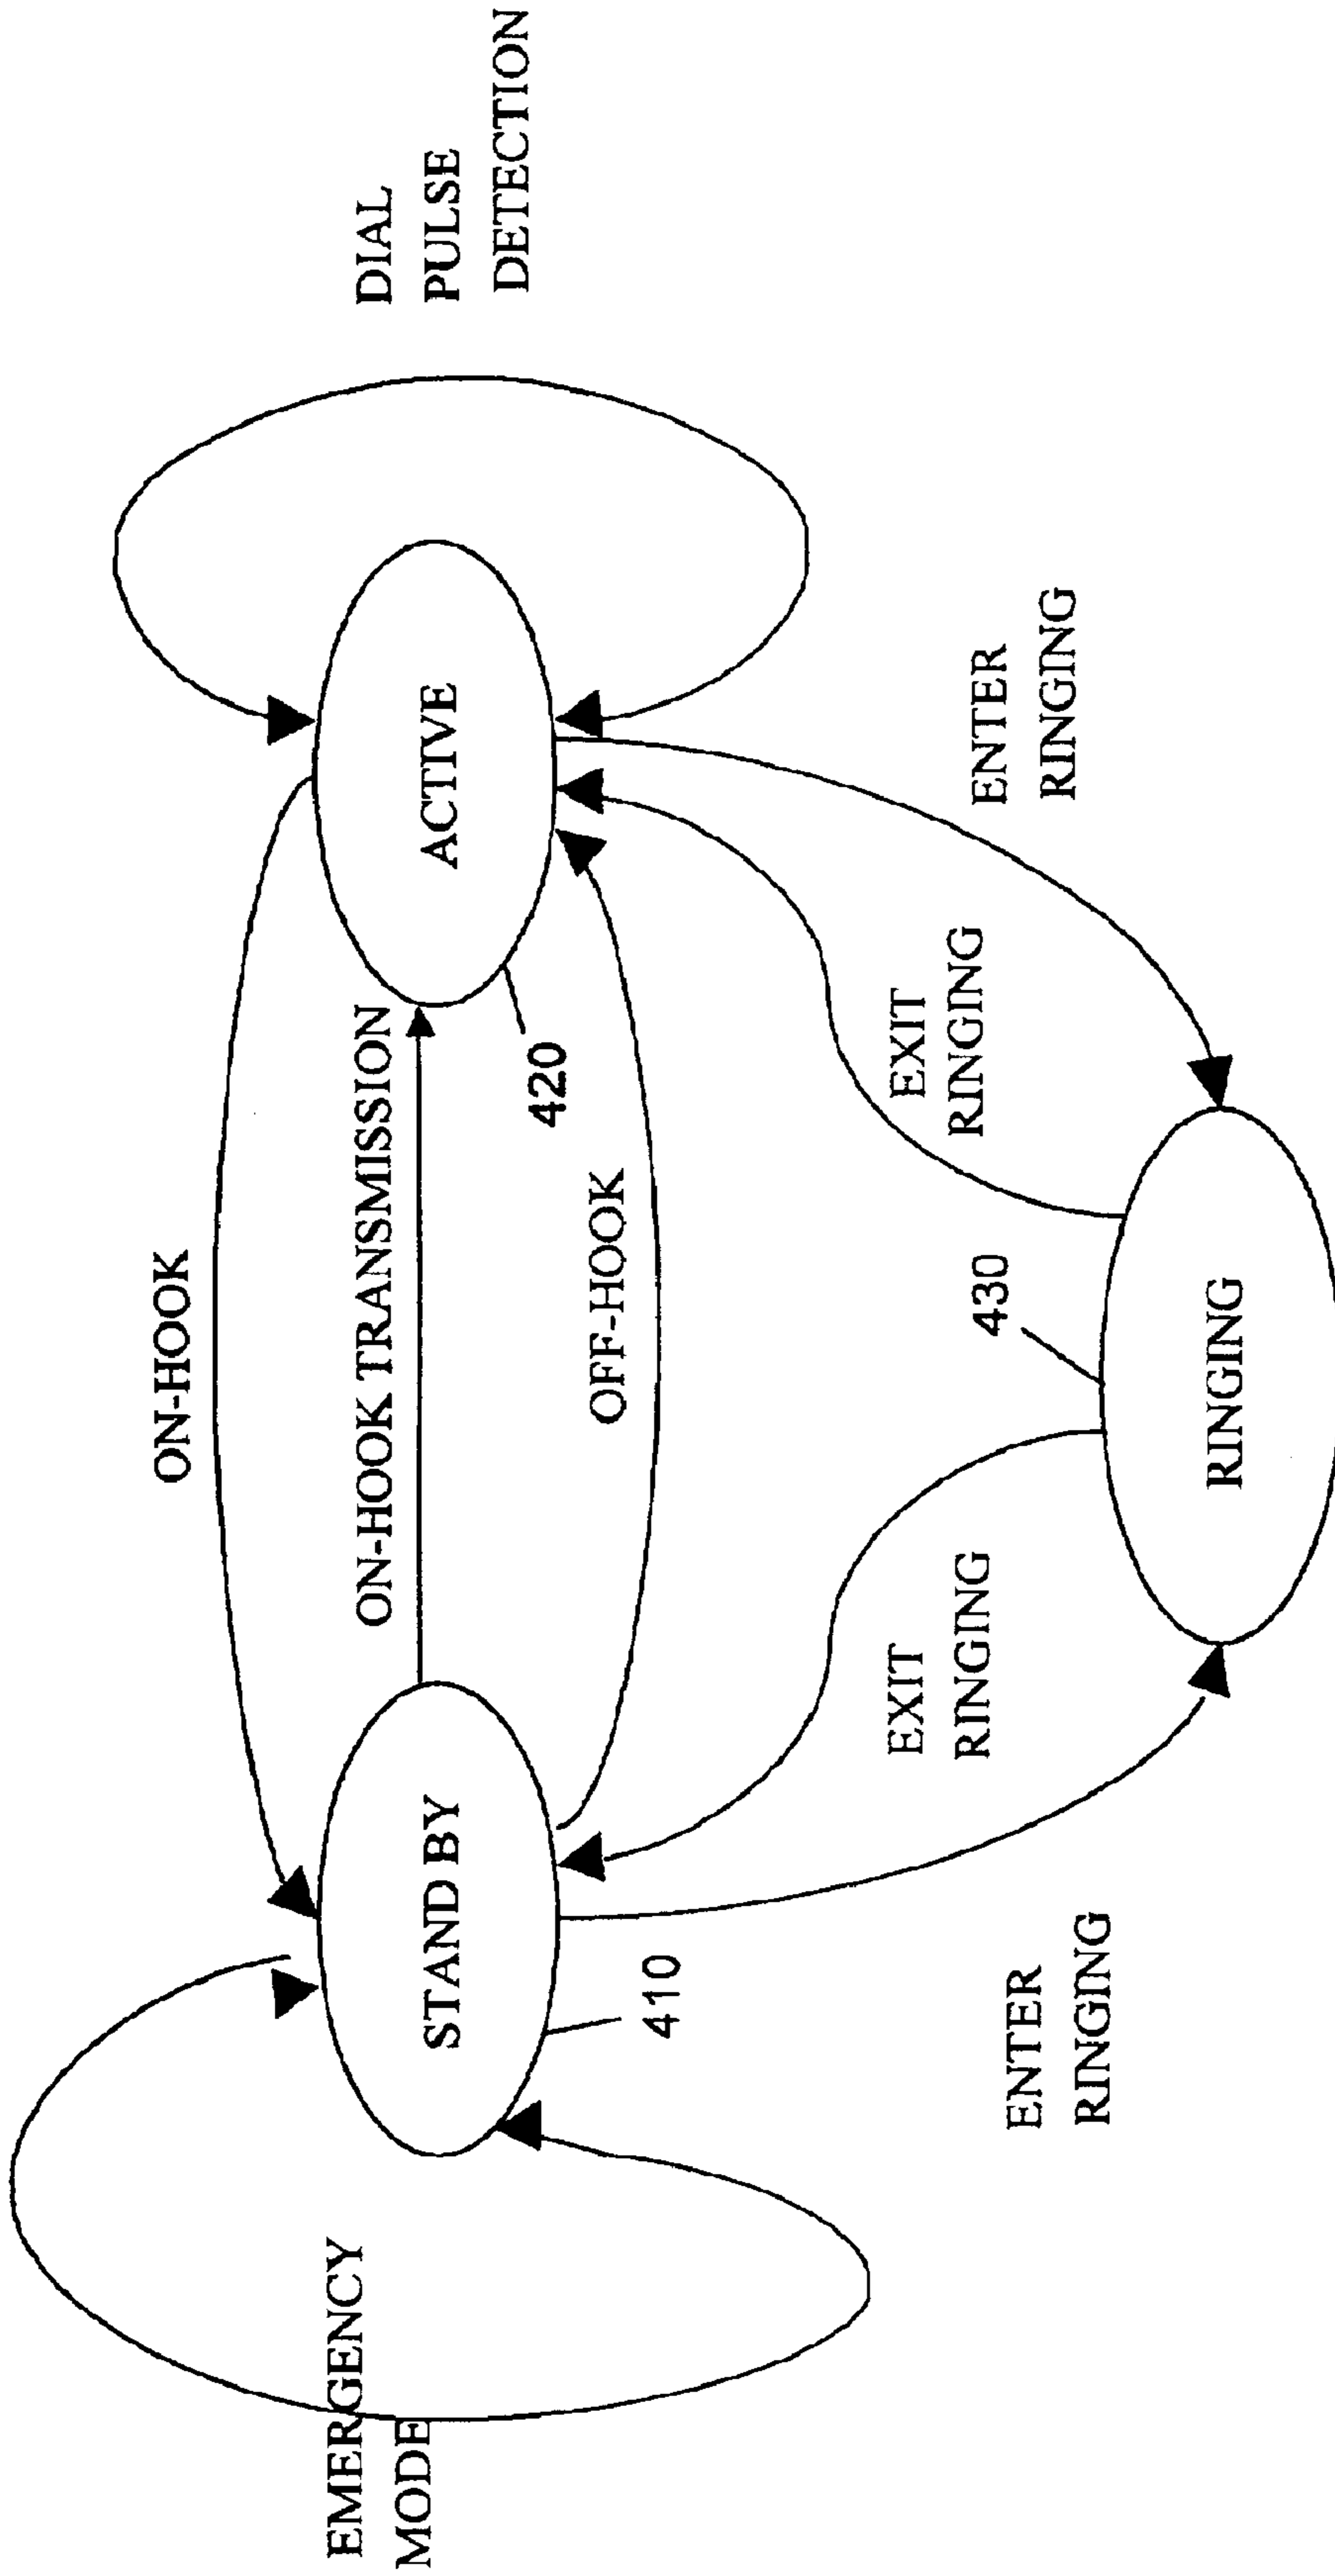 ON-HOOK
EMERGENCY
MODE
ON-HOOK TRANSMISSION
DIAL
PULSE
DETECTION
STAND BY
ACTIVE
420
OFF-HOOK
410
EXIT
RINGING
EXIT
RINGING
430
ENTER
RINGING
ENTER
RINGING
RINGING